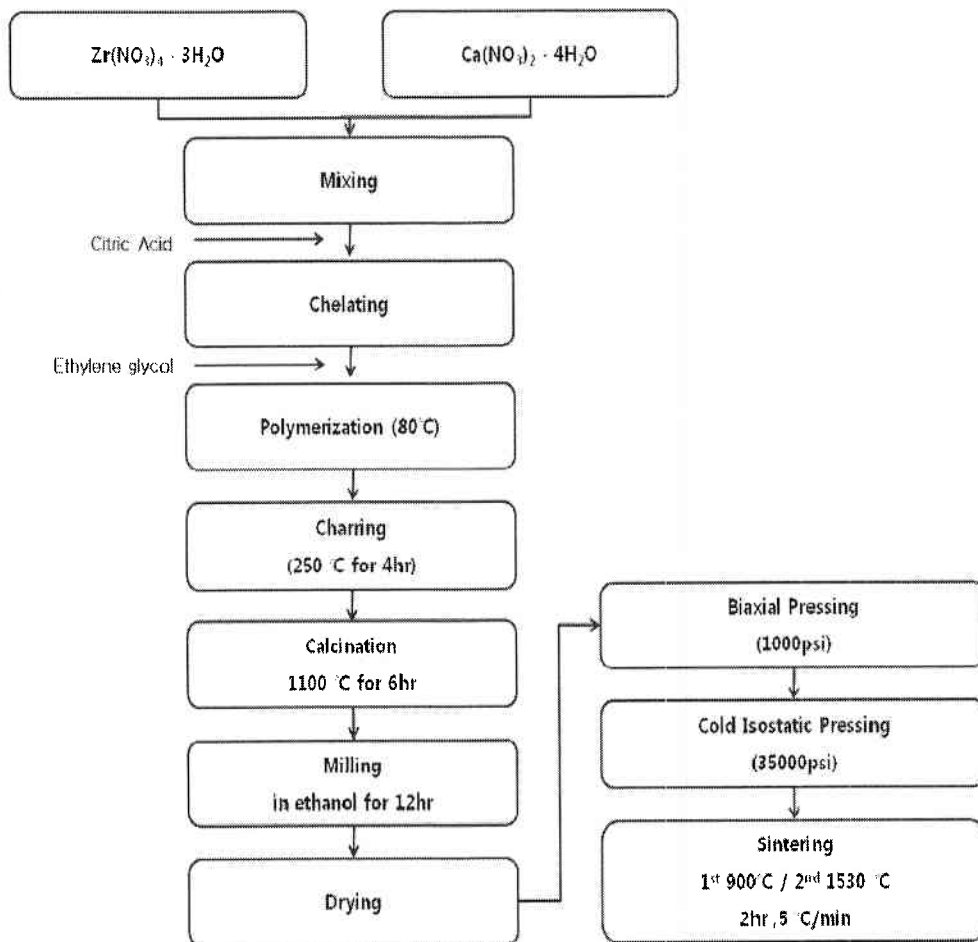 Zr(NO₃)₄ · 3H₂O
Ca(NO₃)₂ · 4H₂O
Mixing
Citric Acid
Chelating
Ethylene glycol
Polymerization (80℃)
Charring
(250 ℃ for 4hr)
Calcination
1100 ℃ for 6hr
Milling
in ethanol for 12hr
Drying
Biaxial Pressing
(1000psi)
Cold Isostatic Pressing
(35000psi)
Sintering
1ˢᵗ 900℃ / 2ⁿᵈ 1530 ℃
2hr ,5 ℃/min